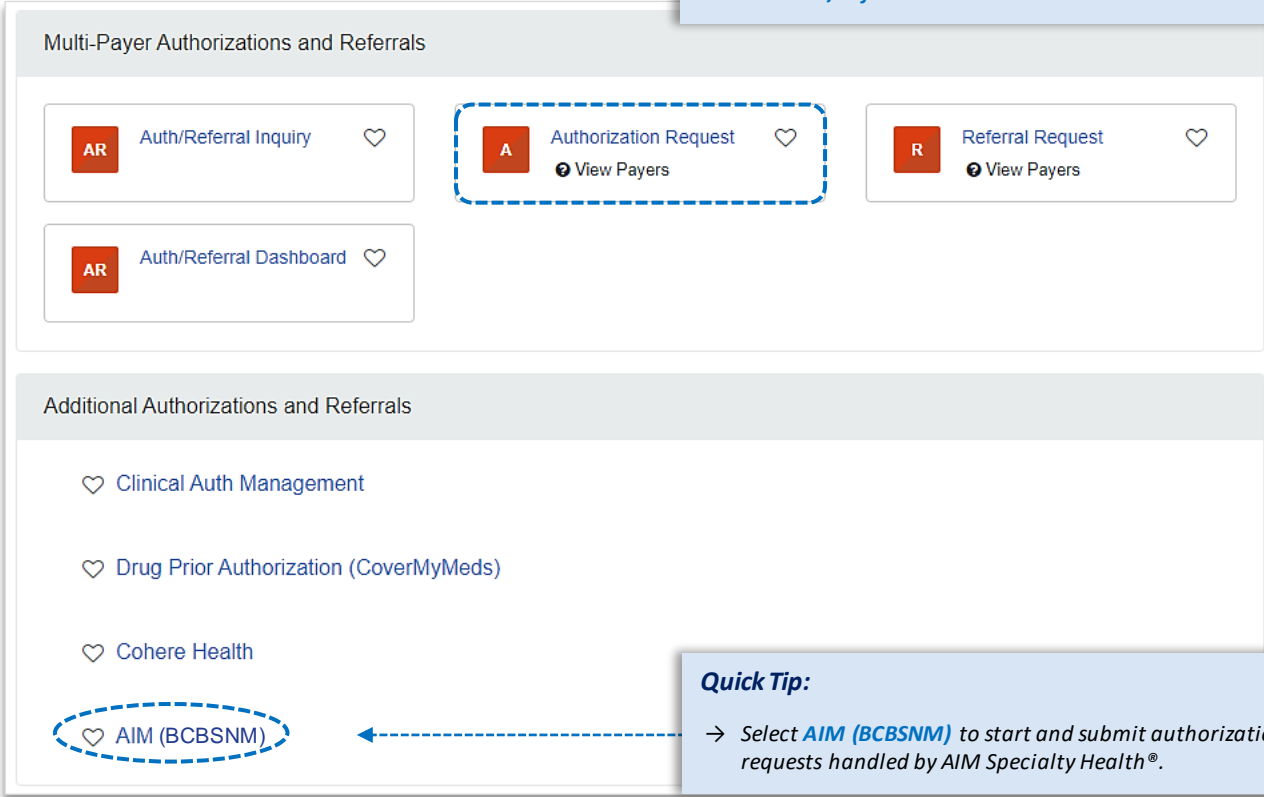 Multi-Payer Authorizations and Referrals
AR Auth/Referral Inquiry
A Authorization Request
View Payers
R Referral Request
View Payers
AR Auth/Referral Dashboard
Additional Authorizations and Referrals
Clinical Auth Management
Drug Prior Authorization (CoverMyMeds)
Cohere Health
AIM (BCBSNM)
Quick Tip:
→ Select AIM (BCBSNM) to start and submit
requests handled by AIM Specialty Health®.